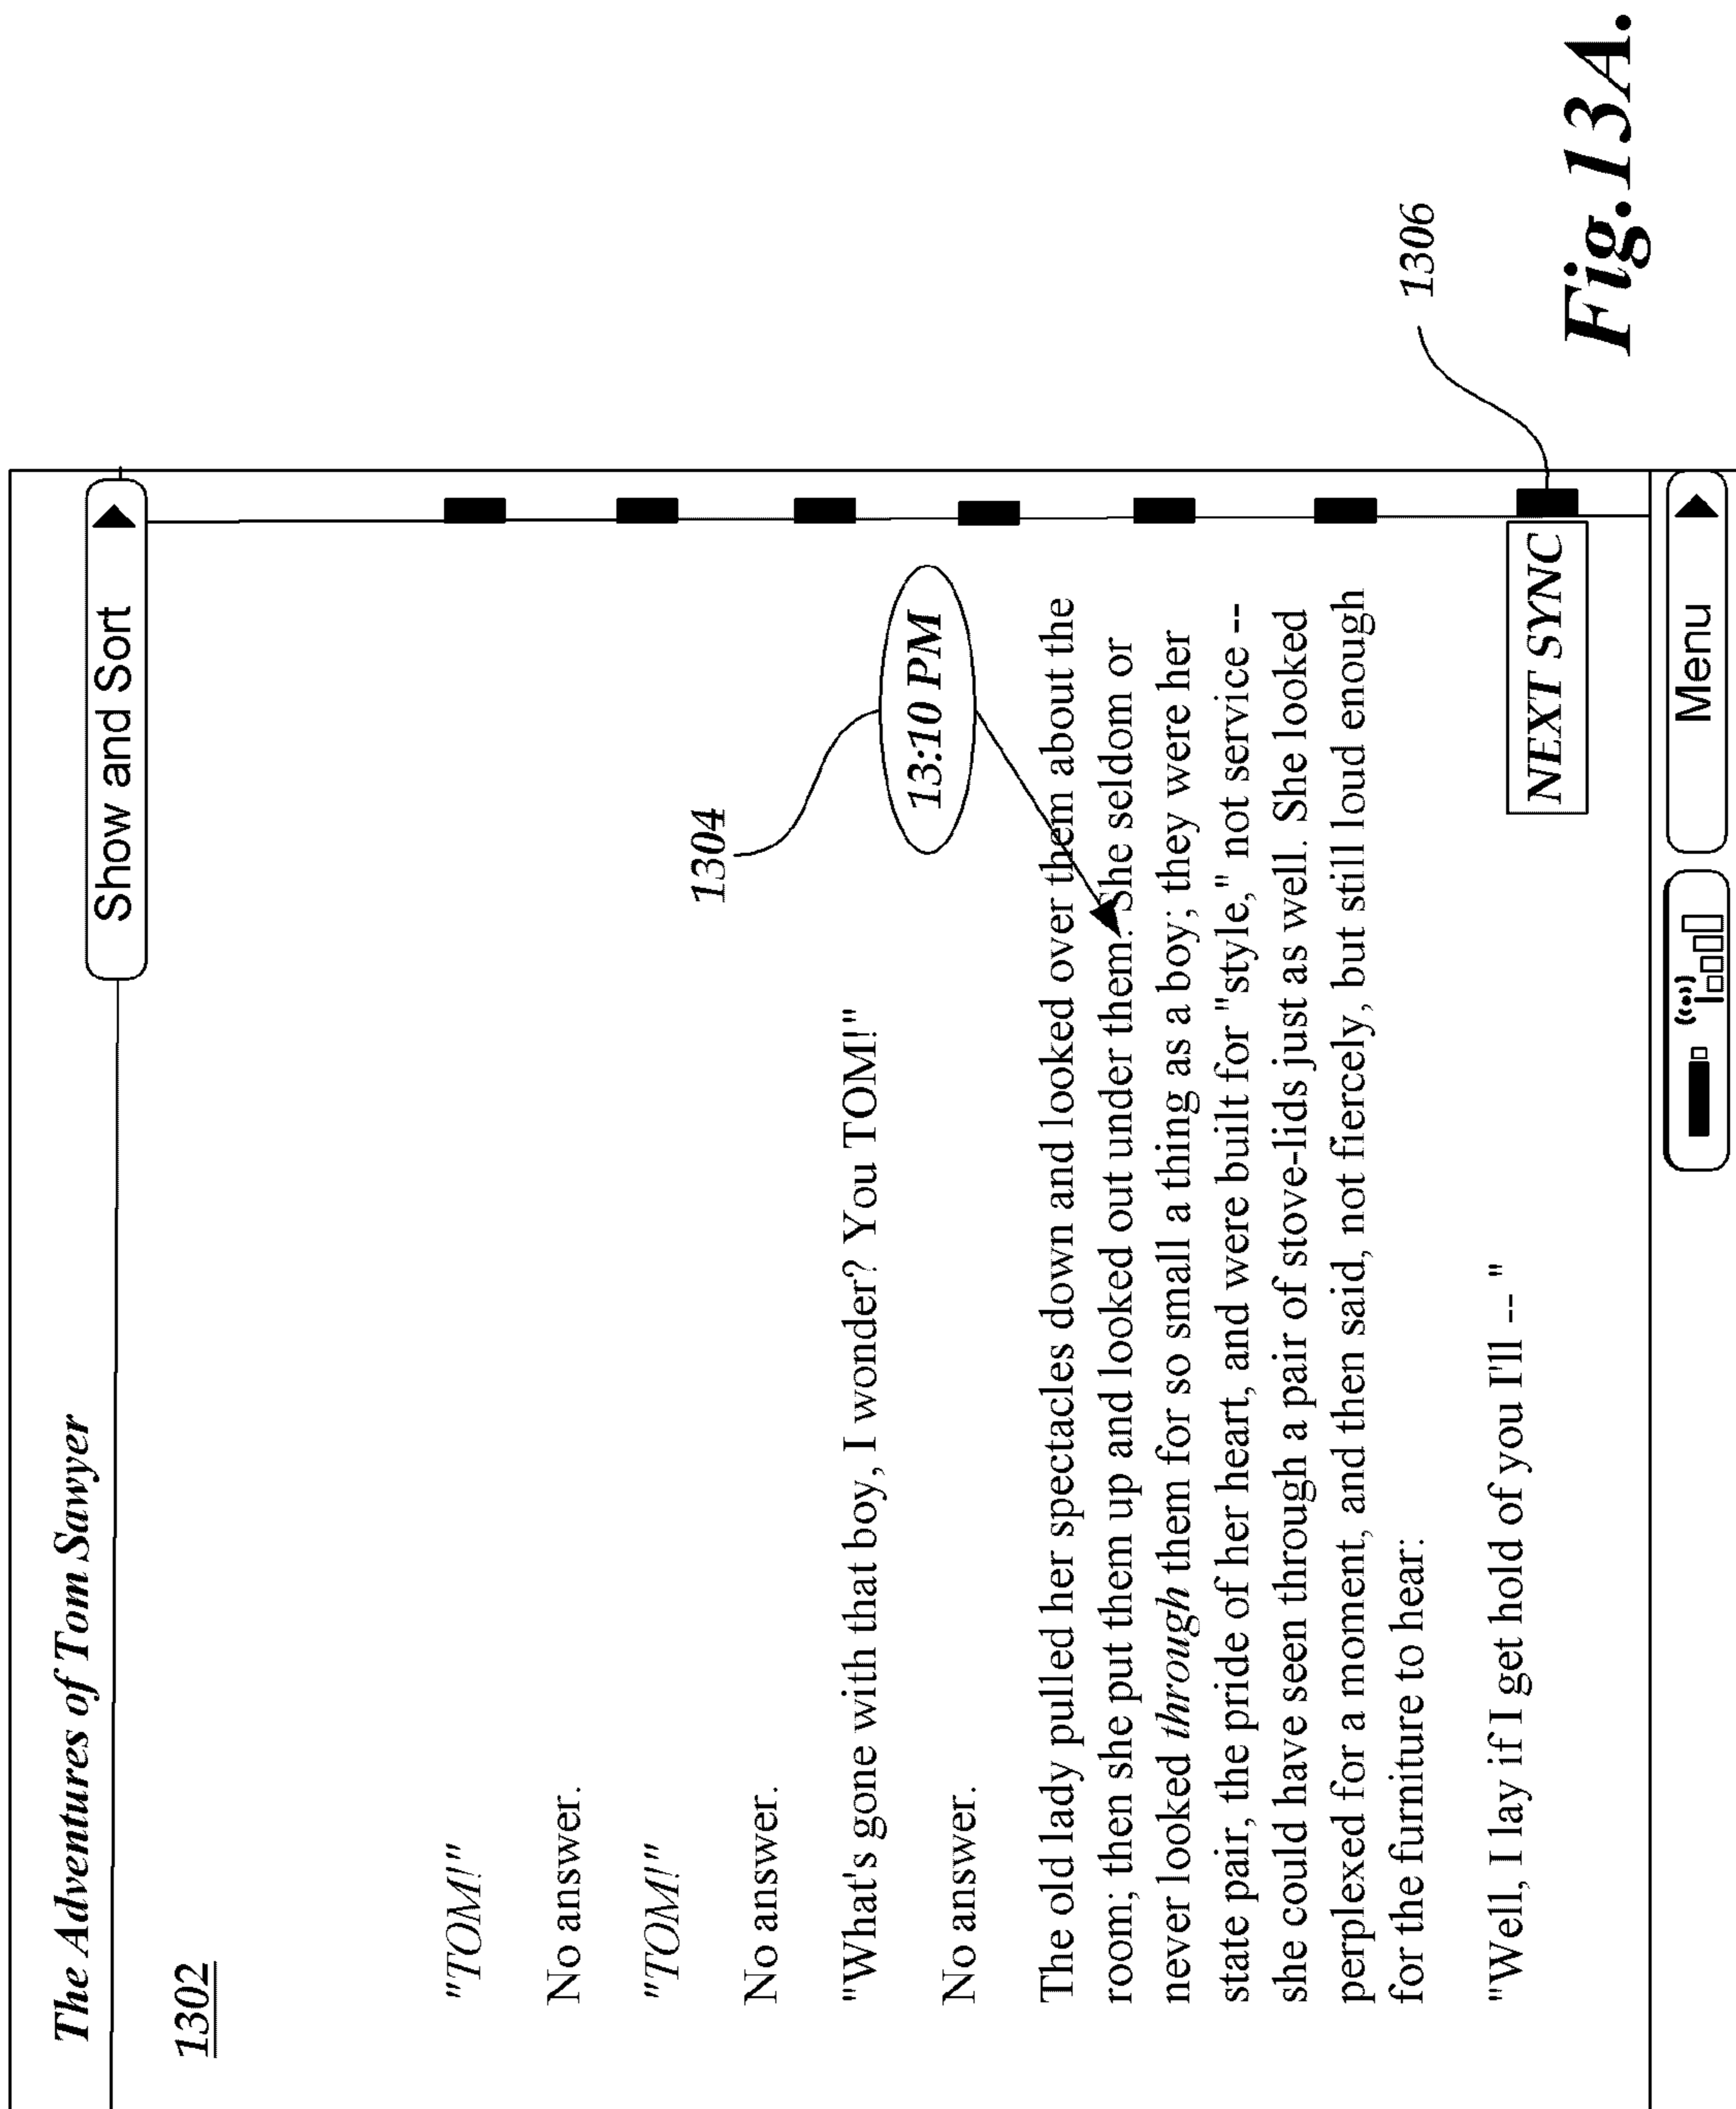 The Adventures of Tom Sawyer
Show and Sort
1302
"TOM!"
No answer.
"TOM!"
1304
No answer.
"What's gone with that boy, I wonder? You TOM!"
13:10 PM
No answer.
The old lady pulled her spectacles down and looked over them about the
room; then she put them up and looked out under them. She seldom or
never looked through them for so small a thing as a boy; they were her
state pair, the pride of her heart, and were built for "style," not service --
she could have seen through a pair of stove-lids just as well. She looked
perplexed for a moment, and then said, not fiercely, but still loud enough
for the furniture to hear:
1306
"Well, I lay if I get hold of you I'll -- "
NEXT SYNC
Menu
Fig.13A.